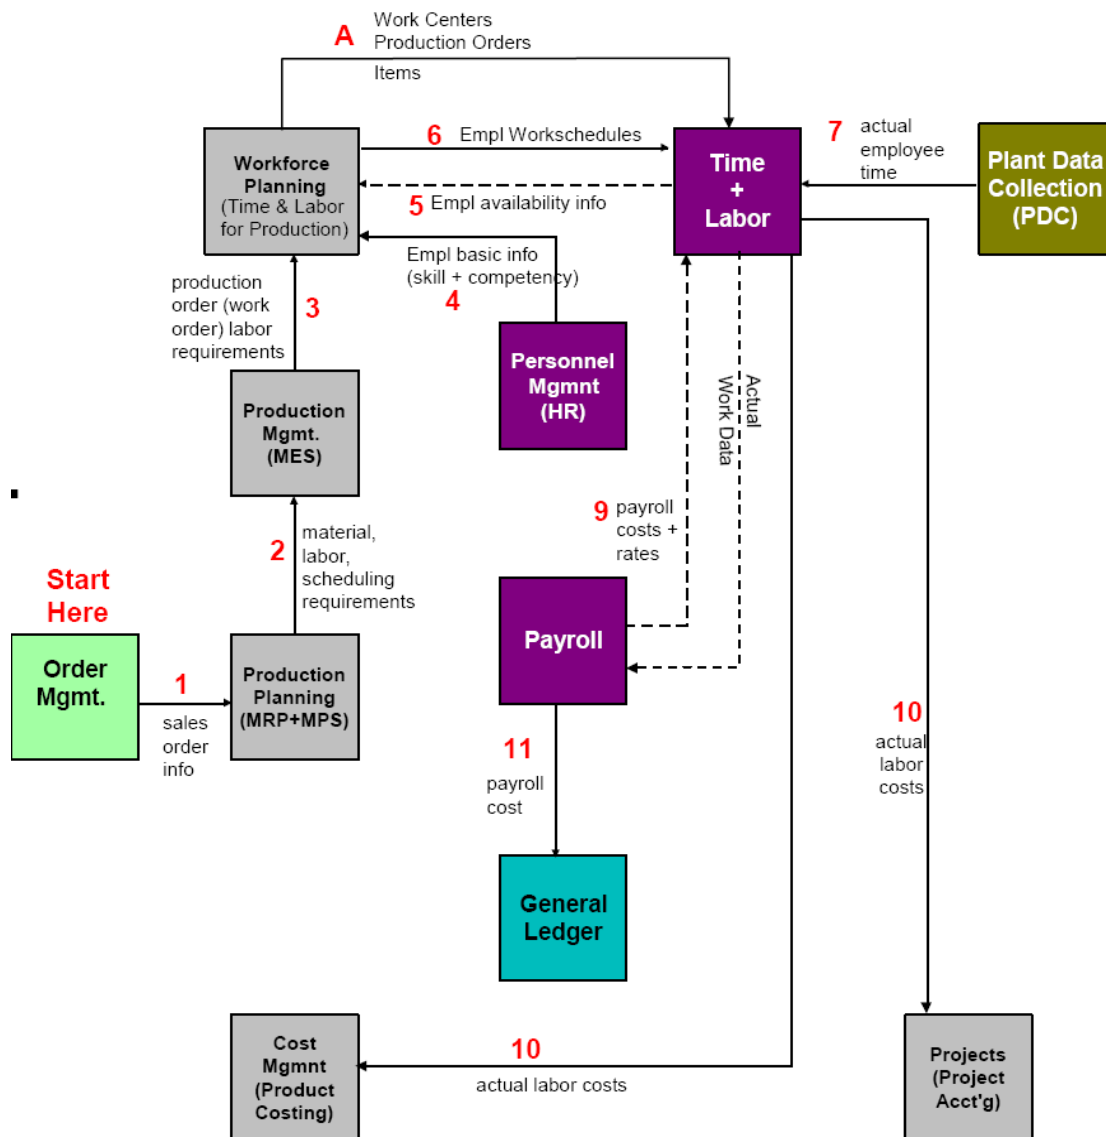 A
Work Centers
Production Orders
Items
6 Empl Workschedules
7
actual
employee
time
Workforce
Planning
(Time & Labor
for Production)
Time
+
Labor
Plant Data
Collection
(PDC)
5 Empl availability info
Empl basic info
(skill + competency)
4
production
order (work
order) labor
requirements
3
Personnel
Mgmnt
(HR)
Actual
Work Data
Production
Mgmt.
(MES)
9 payroll
costs +
rates
2 material,
labor,
scheduling
requirements
Start
Here
Order
Mgmt.
1
sales
order
info
Production
Planning
(MRP+MPS)
Payroll
10
actual
labor
costs
11
payroll
cost
General
Ledger
Cost
Mgmnt
(Product
Costing)
10
actual labor costs
Projects
(Project
Acct'g)